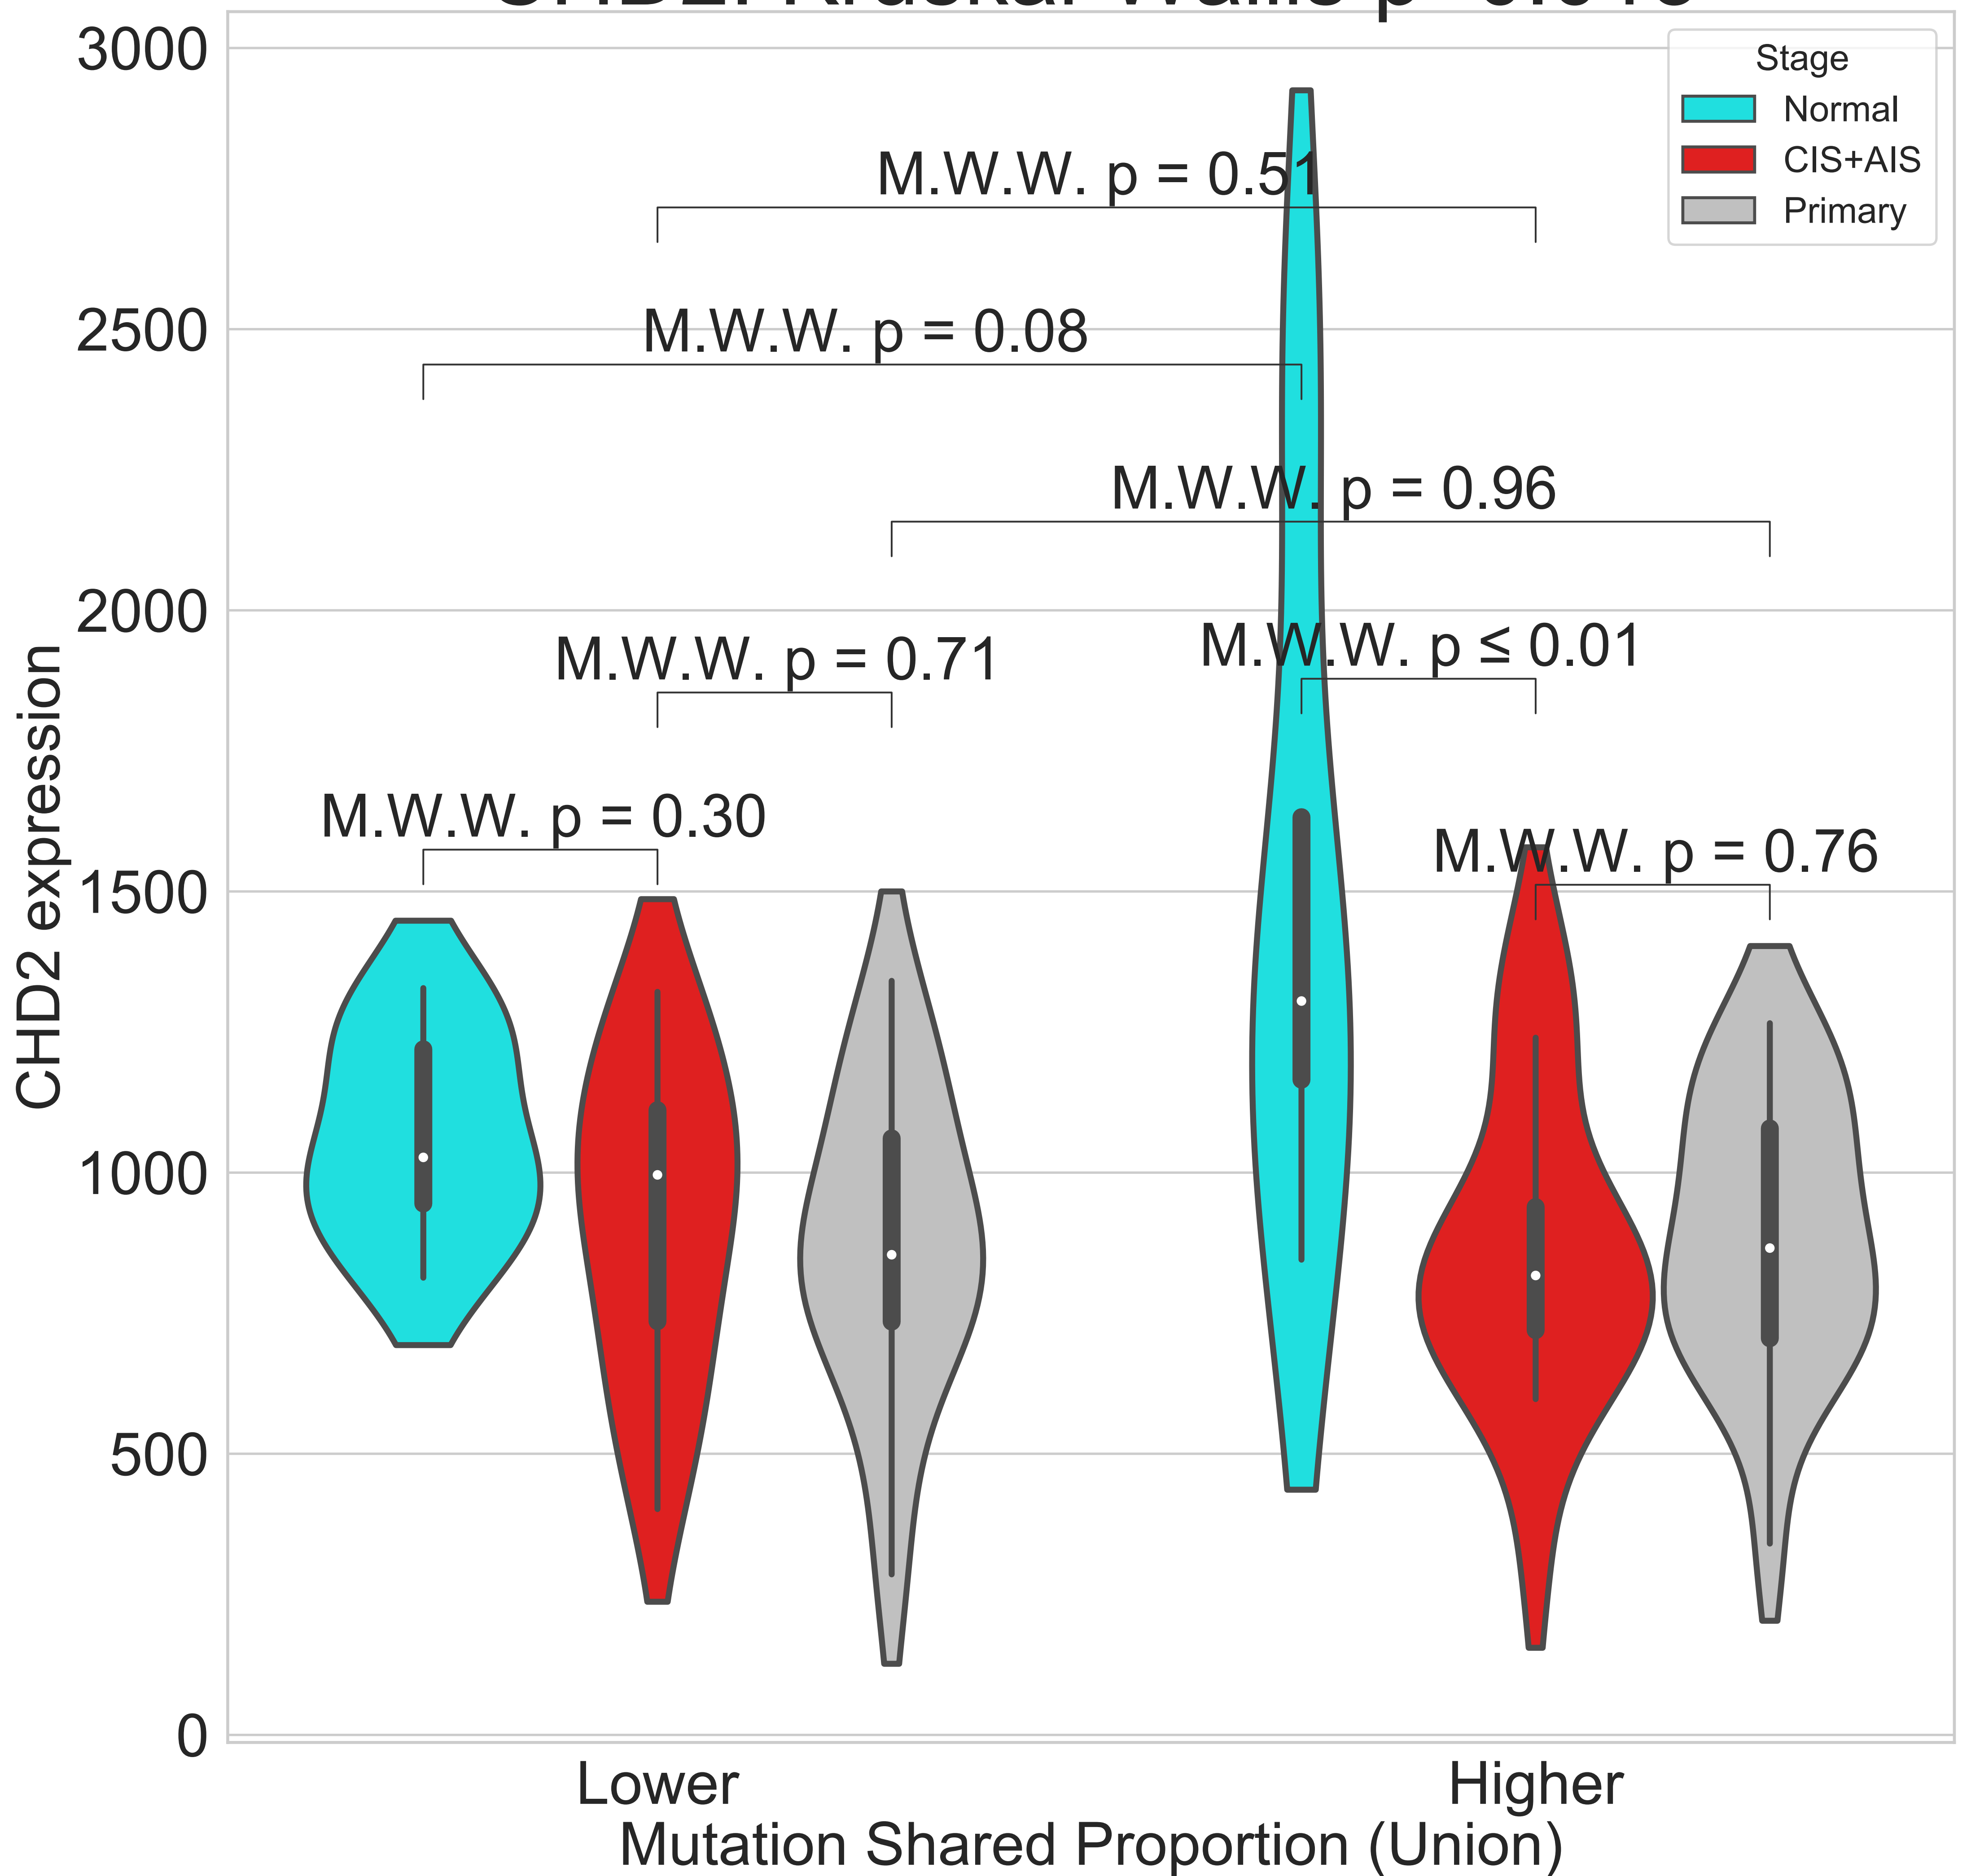 3000
2500
2000
1500
1000
500
0
CHD2 expression
Stage
Normal
CIS+AIS
Primary
M.W.W. p = 0.51
M.W.W. p = 0.08
M.W.W. p = 0.96
M.W.W. p = 0.71
M.W.W. p ≤ 0.01
M.W.W. p = 0.30
M.W.W. p = 0.76
Lower
Higher
Mutation Shared Proportion (Union)